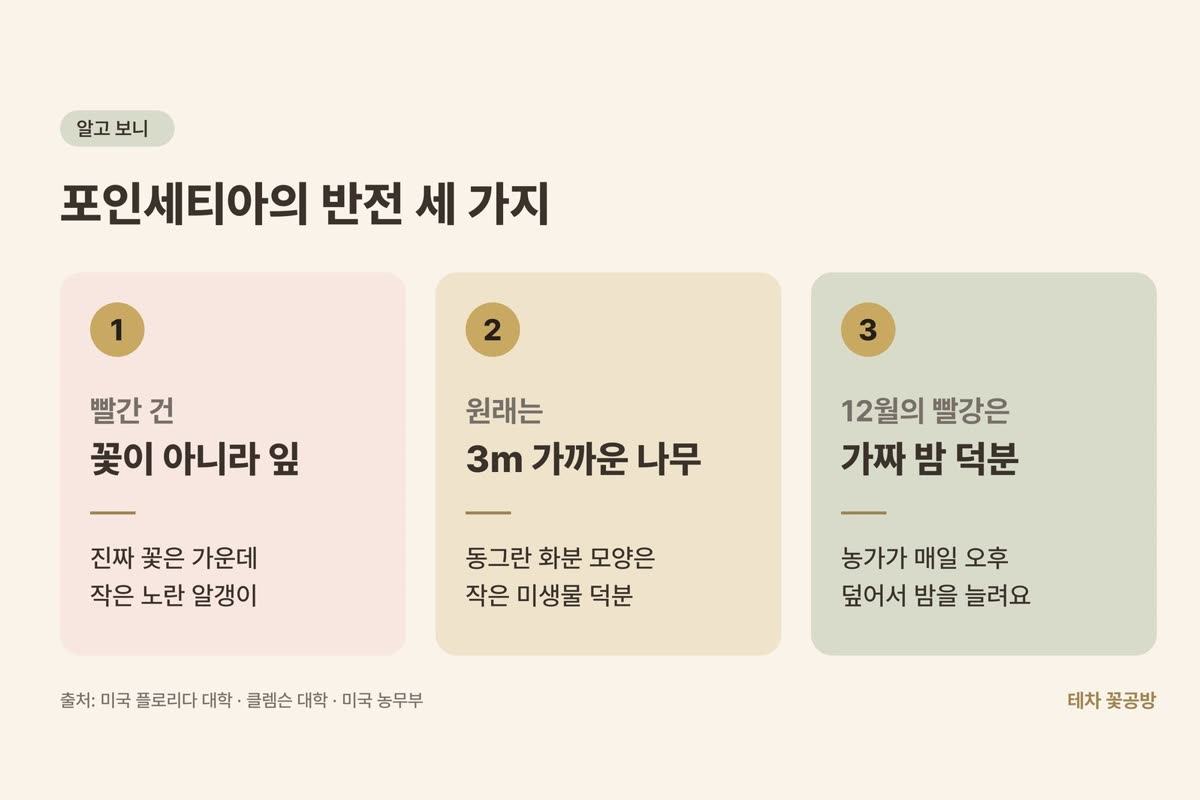 알고 보니
포인세티아의 반전 세 가지
1
빨간 건
꽃이 아니라 잎
진짜 꽃은 가운데
작은 노란 알갱이
2
원래는
3m 가까운 나무
동그란 화분 모양은
작은 미생물 덕분
3
12월의 빨강은
가짜 밤 덕분
농가가 매일 오후
덮어서 밤을 늘려요
출처: 미국 플로리다 대학 · 클렘슨 대학 · 미국 농무부
테차 꽃공방